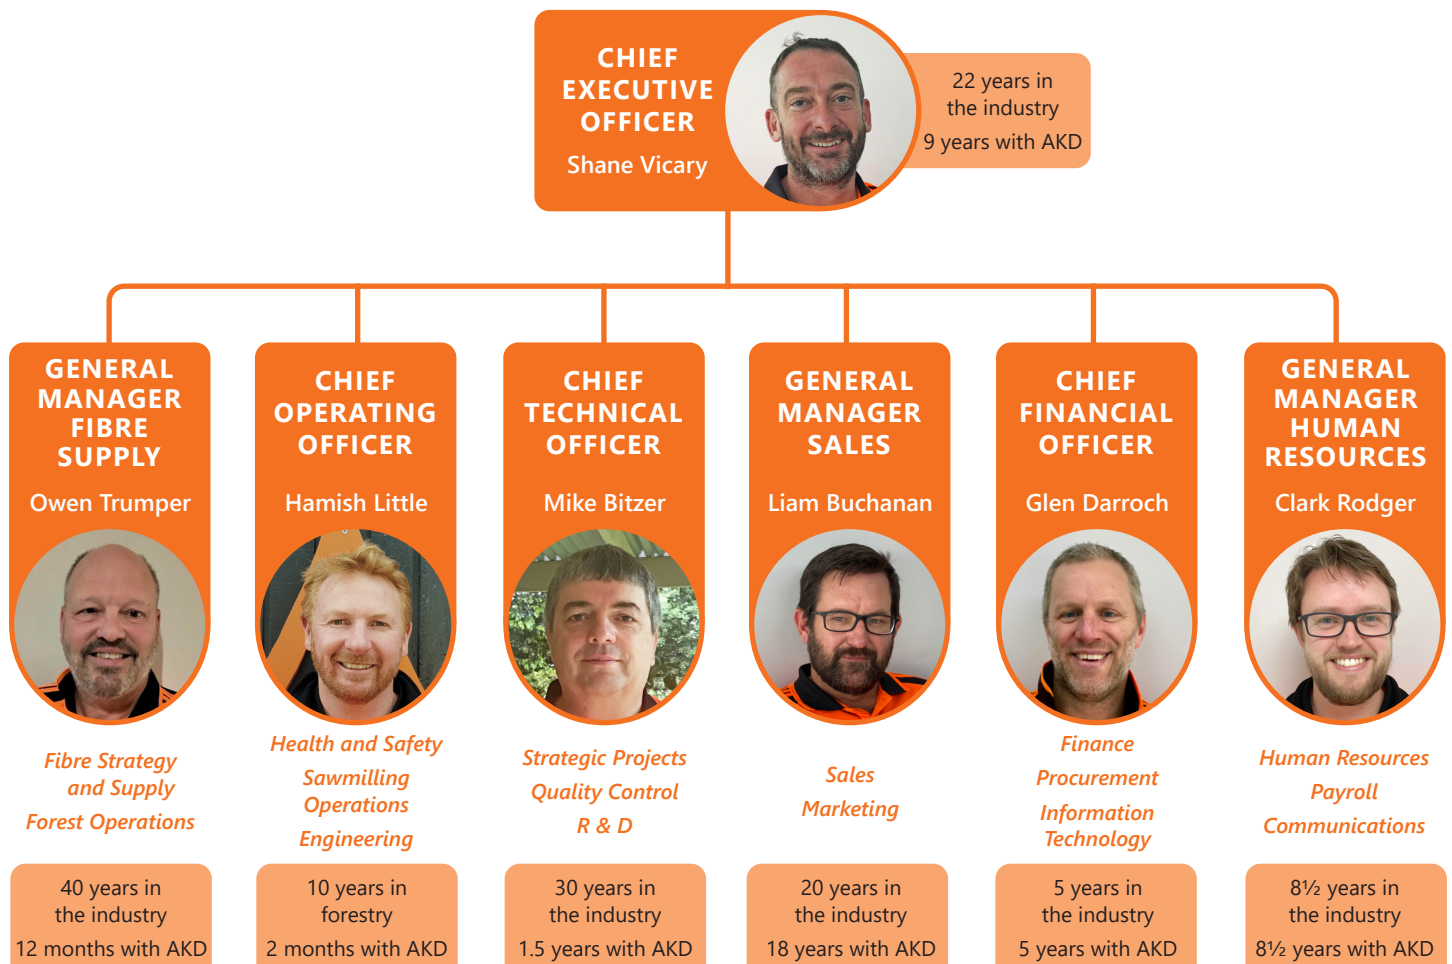 CHIEF
EXECUTIVE
OFFICER
Shane Vicary
22 years in
the industry
9 years with AKD
GENERAL
MANAGER
FIBRE
SUPPLY
Owen Trumper
Fibre Strategy
and Supply
Forest Operations
40 years in
the industry
12 months with AKD
CHIEF
OPERATING
OFFICER
Hamish Little
Health and Safety
Sawmilling
Operations
Engineering
10 years in
forestry
2 months with AKD
CHIEF
TECHNICAL
OFFICER
Mike Bitzer
Strategic Projects
Quality Control
R & D
30 years in
the industry
1.5 years with AKD
GENERAL
MANAGER
SALES
Liam Buchanan
Sales
Marketing
20 years in
the industry
18 years with AKD
CHIEF
FINANCIAL
OFFICER
Glen Darroch
Finance
Procurement
Information
Technology
5 years in
the industry
5 years with AKD
GENERAL
MANAGER
HUMAN
RESOURCES
Clark Rodger
Human Resources
Payroll
Communications
8½ years in
the industry
8½ years with AKD